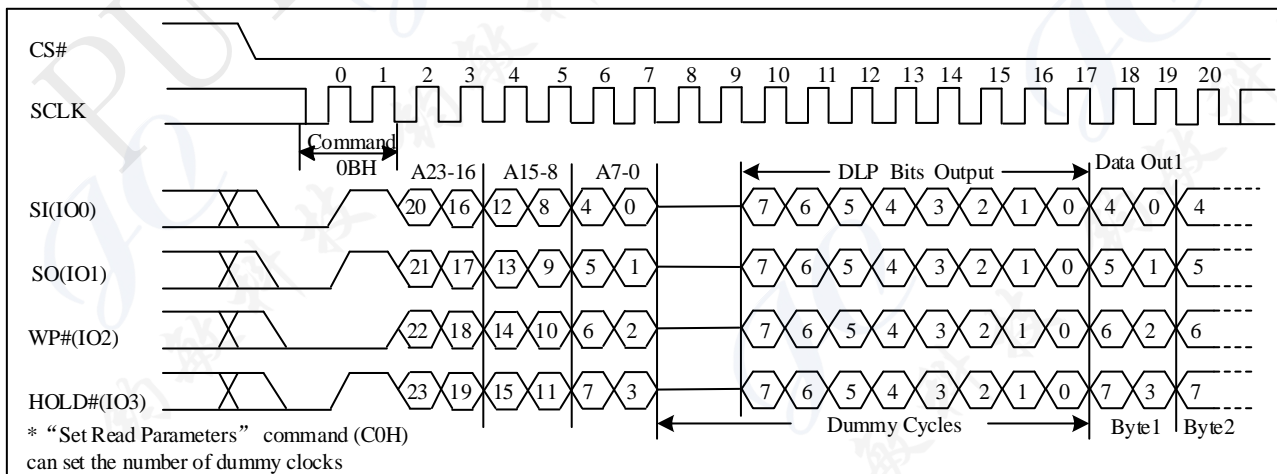 CS#
0 1 2 3 4 5 6 7 8 9 10 11 12 13 14 15 16 17 18 19 20
SCLK
Command
0BH
A23-16 A15-8 A7-0 DLP Bits Output Data Out1
SI(IO0) 20 16 12 8 4 0 7 6 5 4 3 2 1 0 4 0 4
SO(IO1) 21 17 13 9 5 1 7 6 5 4 3 2 1 0 5 1 5
WP#(IO2) 22 18 14 10 6 2 7 6 5 4 3 2 1 0 6 2 6
HOLD#(IO3) 23 19 15 11 7 3 7 6 5 4 3 2 1 0 7 3 7
Dummy Cycles Byte1 Byte2
*“Set Read Parameters” command (C0H)
can set the number of dummy clocks